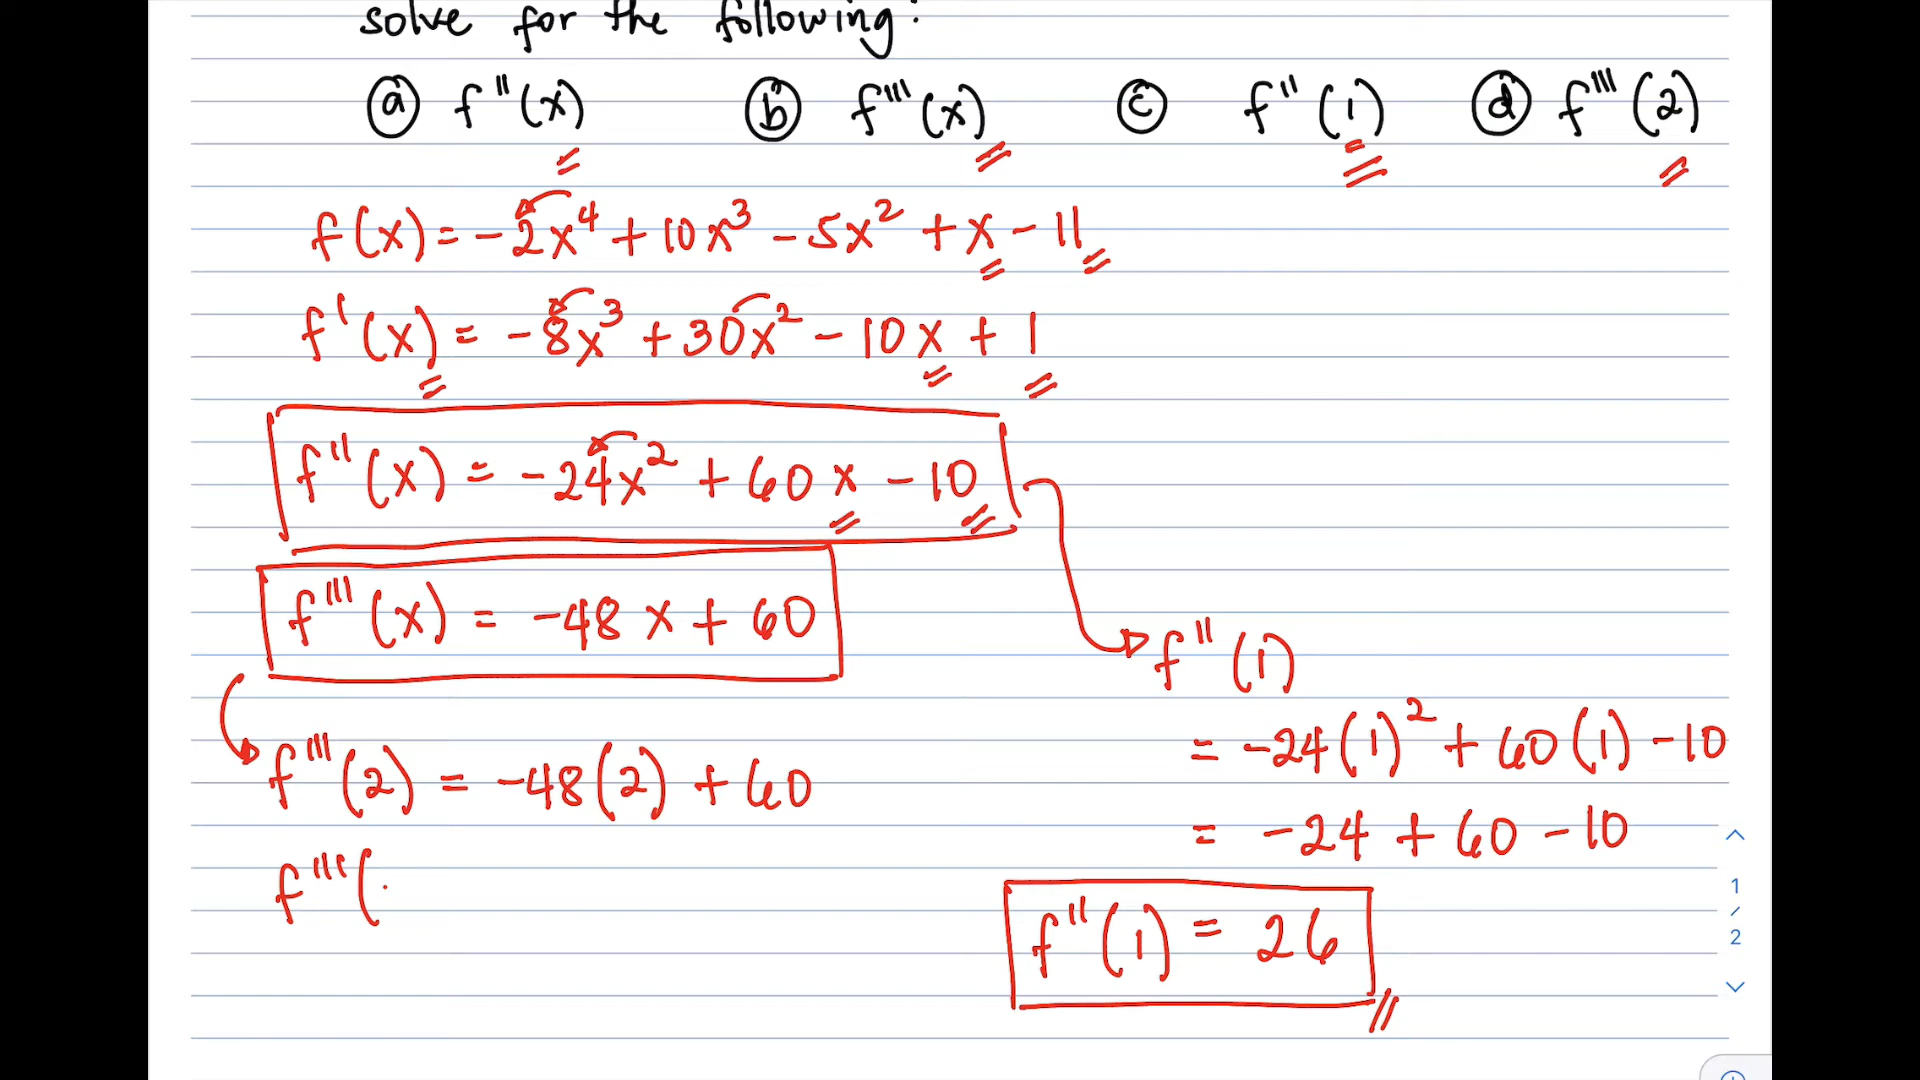 solve for the following:
ⓐ f''(x) ⓑ f'''(x) ⓒ f''(1) ⓓ f'''(2)
f(x) = -2x⁴ + 10x³ - 5x² + x - 11
f'(x) = -8x³ + 30x² - 10x + 1
f''(x) = -24x² + 60x - 10
f'''(x) = -48x + 60
f'''(2) = -48(2) + 60
f'''(
f''(1)
= -24(1)² + 60(1) - 10
= -24 + 60 - 10
f''(1) = 26
1
/
2